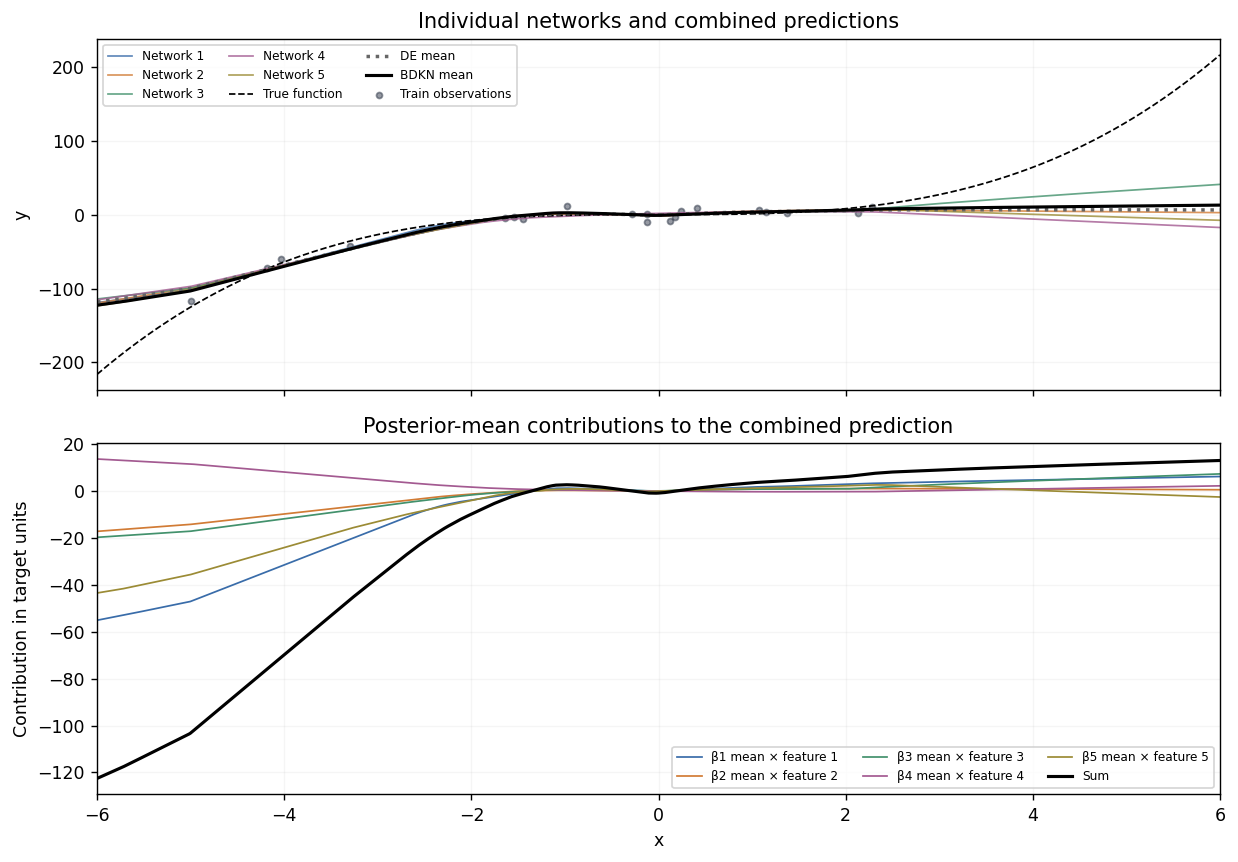 Individual networks and combined predictions
Network 1
Network 2
Network 3
Network 4
Network 5
True function
DE mean
BDKN mean
Train observations
200
100
0
−100
−200
y
Posterior-mean contributions to the combined prediction
20
0
−20
−40
−60
−80
−100
−120
Contribution in target units
β1 mean × feature 1
β2 mean × feature 2
β3 mean × feature 3
β4 mean × feature 4
β5 mean × feature 5
Sum
−6
−4
−2
0
2
4
6
x